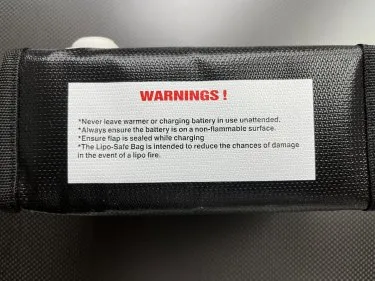 WARNINGS !
*Never leave warmer or charging battery in use unattended.
*Always ensure the battery is on a non-flammable surface.
*Ensure flap is sealed while charging
*The Lipo-Safe Bag is intended to reduce the chances of damage
in the event of a lipo fire.